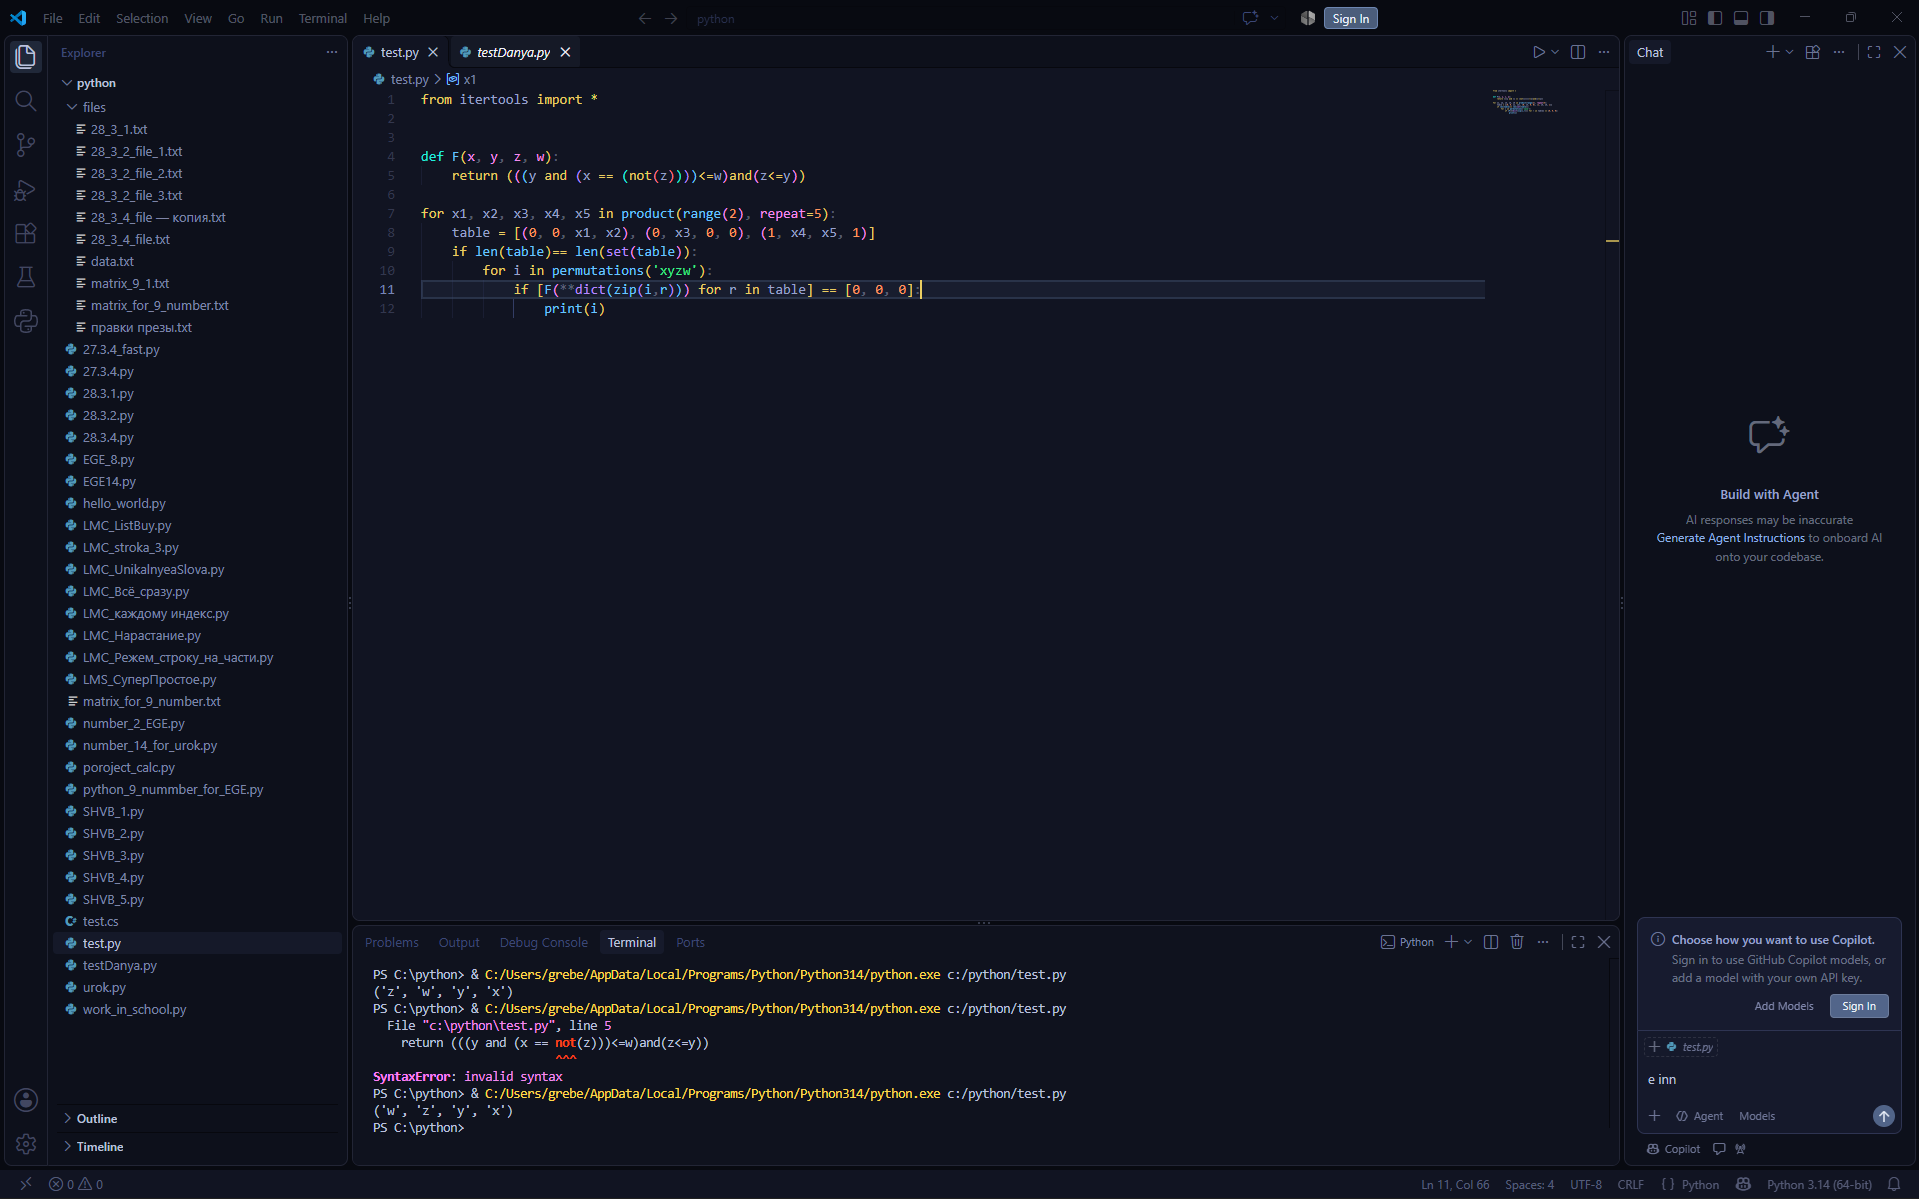 File Edit Selection View Go Run Terminal Help
python
Sign In
Explorer
python
files
28_3_1.txt
28_3_2_file_1.txt
28_3_2_file_2.txt
28_3_2_file_3.txt
28_3_4_file — копия.txt
28_3_4_file.txt
data.txt
matrix_9_1.txt
matrix_for_9_number.txt
правки презы.txt
27.3.4_fast.py
27.3.4.py
28.3.1.py
28.3.2.py
28.3.4.py
EGE_8.py
EGE14.py
hello_world.py
LMC_ListBuy.py
LMC_stroka_3.py
LMC_UnikalnyeaSlova.py
LMC_Всё_сразу.py
LMC_каждому индекс.py
LMC_Нарастание.py
LMC_Режем_строку_на_части.py
LMS_СуперПростое.py
matrix_for_9_number.txt
number_2_EGE.py
number_14_for_urok.py
poroject_calc.py
python_9_nummber_for_EGE.py
SHVB_1.py
SHVB_2.py
SHVB_3.py
SHVB_4.py
SHVB_5.py
test.cs
test.py
testDanya.py
urok.py
work_in_school.py
Outline
Timeline
test.py
testDanya.py
test.py > x1
1 from itertools import *
2
3
4 def F(x, y, z, w):
5 return (((y and (x == (not(z))))<=w)and(z<=y))
6
7 for x1, x2, x3, x4, x5 in product(range(2), repeat=5):
8 table = [(0, 0, x1, x2), (0, x3, 0, 0), (1, x4, x5, 1)]
9 if len(table)== len(set(table)):
10 for i in permutations('xyzw'):
11 if [F(**dict(zip(i,r))) for r in table] == [0, 0, 0]:
12 print(i)
Problems Output Debug Console Terminal Ports
Python
PS C:\python> & C:/Users/grebe/AppData/Local/Programs/Python/Python314/python.exe c:/python/test.py
('z', 'w', 'y', 'x')
PS C:\python> & C:/Users/grebe/AppData/Local/Programs/Python/Python314/python.exe c:/python/test.py
File "c:\python\test.py", line 5
return (((y and (x == not(z)))<=w)and(z<=y))
^^^
SyntaxError: invalid syntax
PS C:\python> & C:/Users/grebe/AppData/Local/Programs/Python/Python314/python.exe c:/python/test.py
('w', 'z', 'y', 'x')
PS C:\python>
Chat
Build with Agent
AI responses may be inaccurate
Generate Agent Instructions to onboard AI
onto your codebase.
Choose how you want to use Copilot.
Sign in to use GitHub Copilot models, or
add a model with your own API key.
Add Models
Sign In
test.py
e inn
Agent Models
Copilot
0 0
Ln 11, Col 66 Spaces: 4 UTF-8 CRLF { } Python Python 3.14 (64-bit)